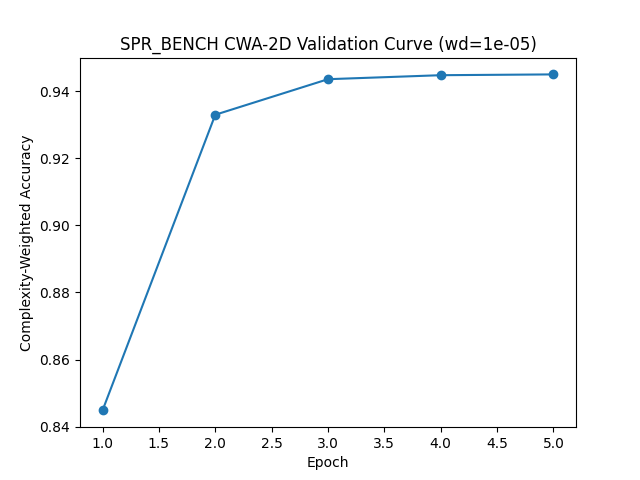 SPR_BENCH CWA-2D Validation Curve (wd=1e-05)
Complexity-Weighted Accuracy
0.94
0.92
0.90
0.88
0.86
0.84
1.0 1.5 2.0 2.5 3.0 3.5 4.0 4.5 5.0
Epoch